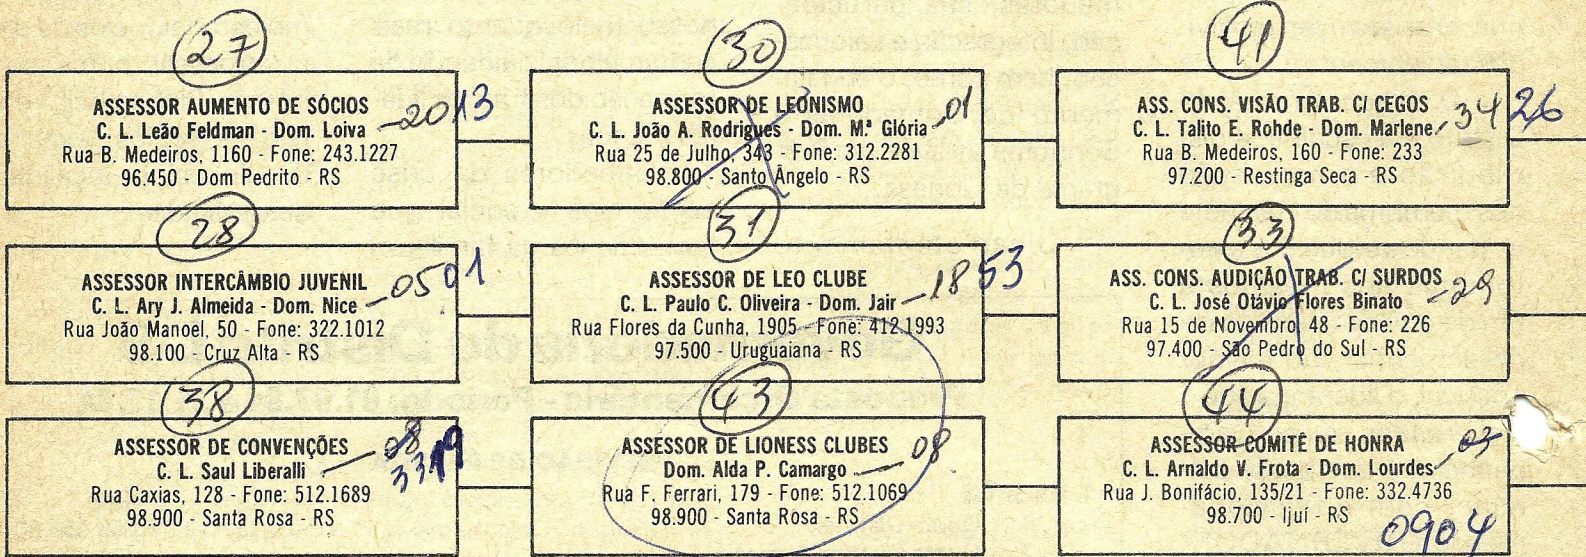 27
ASSESSOR AUMENTO DE SÓCIOS
C. L. Leão Feldman - Dom. Loiva - 2013
Rua B. Medeiros, 1160 - Fone: 243.1227
96.450 - Dom Pedrito - RS
30
ASSESSOR DE LEONISMO
C. L. João A. Rodrigues - Dom. Mª Glória - 01
Rua 25 de Julho, 343 - Fone: 312.2281
98.800 - Santo Ângelo - RS
41
ASS. CONS. VISÃO TRAB. C/ CEGOS
C. L. Talito E. Rohde - Dom. Marlene - 34 26
Rua B. Medeiros, 160 - Fone: 233
97.200 - Restinga Seca - RS
28
ASSESSOR INTERCÂMBIO JUVENIL
C. L. Ary J. Almeida - Dom. Nice - 0501
Rua João Manoel, 50 - Fone: 322.1012
98.100 - Cruz Alta - RS
31
ASSESSOR DE LEO CLUBE
C. L. Paulo C. Oliveira - Dom. Jair - 1853
Rua Flores da Cunha, 1905 - Fone: 412.1993
97.500 - Uruguaiana - RS
33
ASS. CONS. AUDIÇÃO TRAB. C/ SURDOS
C. L. José Otávio Flores Binato - 29
Rua 15 de Novembro, 48 - Fone: 226
97.400 - São Pedro do Sul - RS
38
ASSESSOR DE CONVENÇÕES
C. L. Saul Liberalli - 08
Rua Caxias, 128 - Fone: 512.1689
98.900 - Santa Rosa - RS
43
ASSESSOR DE LIONESS CLUBES
Dom. Alda P. Camargo - 08
Rua F. Ferrari, 179 - Fone: 512.1069
98.900 - Santa Rosa - RS
44
ASSESSOR COMITÊ DE HONRA
C. L. Arnaldo V. Frota - Dom. Lourdes - 03
Rua J. Bonifácio, 135/21 - Fone: 332.4736
98.700 - Ijuí - RS
0904